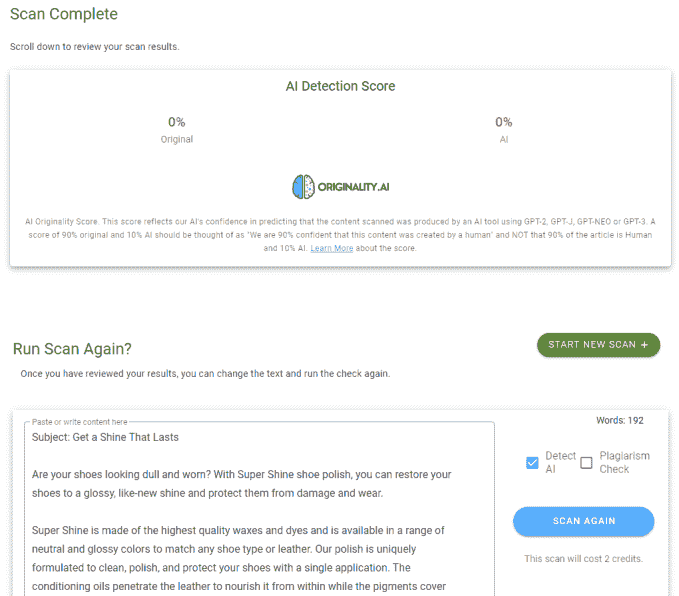 Scan Complete
Scroll down to review your scan results.
AI Detection Score
0%
Original
0%
AI
ORIGINALITY.AI
AI Originality Score. This score reflects our AI's confidence in predicting that the content scanned was produced by an AI tool using GPT-2, GPT-J, GPT-NEO or GPT-3. A
score of 90% original and 10% AI should be thought of as "We are 90% confident that this content was created by a human" and NOT that 90% of the article is Human
and 10% AI. Learn More about the score.
Run Scan Again?
START NEW SCAN +
Once you have reviewed your results, you can change the text and run the check again.
Words: 192
Paste or write content here
Subject: Get a Shine That Lasts
Are your shoes looking dull and worn? With Super Shine shoe polish, you can restore your
shoes to a glossy, like-new shine and protect them from damage and wear.
Super Shine is made of the highest quality waxes and dyes and is available in a range of
neutral and glossy colors to match any shoe type or leather. Our polish is uniquely
formulated to clean, polish, and protect your shoes with a single application. The
conditioning oils penetrate the leather to nourish it from within while the pigments cover
Detect
AI
Plagiarism
Check
SCAN AGAIN
This scan will cost 2 credits.